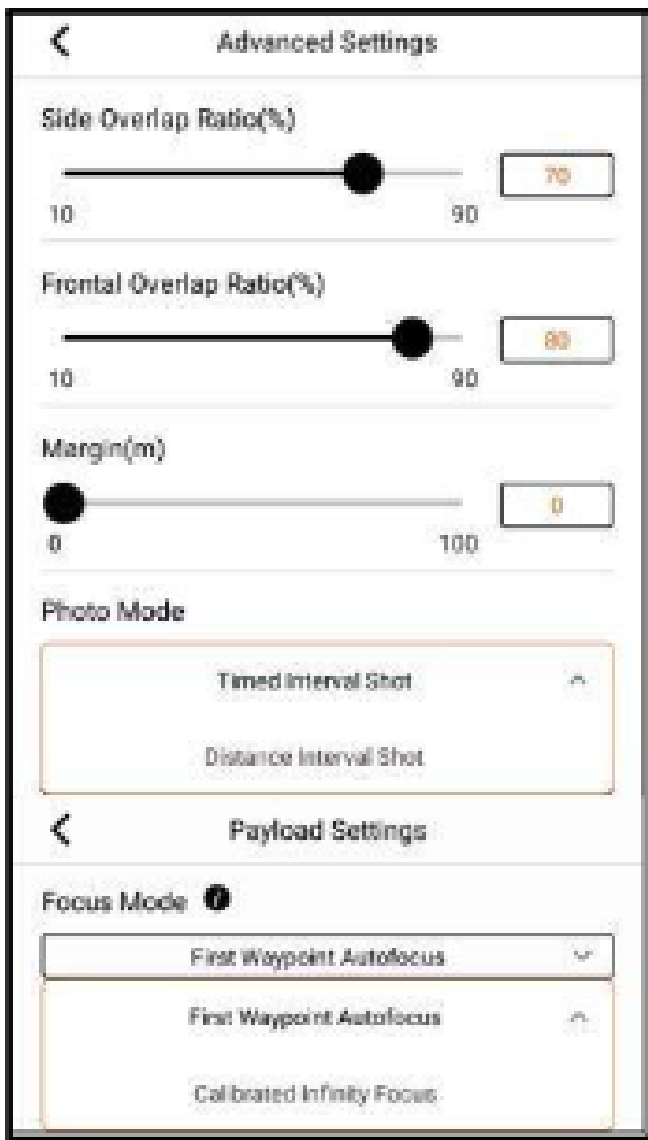 Advanced Settings
Side Overlap Ratio(%)
70
10 90
Frontal Overlap Ratio(%)
80
10 90
Margin(m)
0
0 100
Photo Mode
Timed Interval Shot
Distance Interval Shot
Payload Settings
Focus Mode
First Waypoint Autofocus
First Waypoint Autofocus
Calibrated Infinity Focus